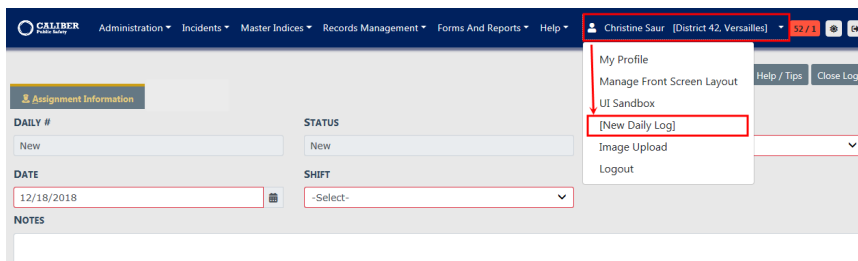 CALIBER
Public Safety
Administration Incidents Master Indices Records Management Forms And Reports Help Christine Saur [District 42, Versailles] 52 / 1
My Profile
Manage Front Screen Layout
Help / Tips Close Log
UI Sandbox
Assignment Information
[New Daily Log]
DAILY # STATUS
New New
Image Upload
Logout
DATE SHIFT
12/18/2018 -Select-
NOTES